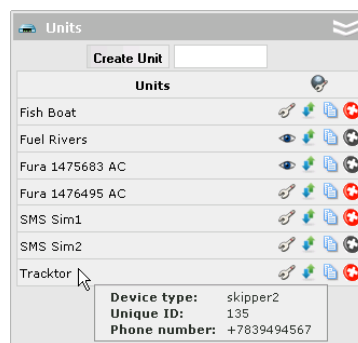 Units
Create Unit
Units
Fish Boat
Fuel Rivers
Fura 1475683 AC
Fura 1476495 AC
SMS Sim1
SMS Sim2
Tracktor
Device type: skipper2
Unique ID: 135
Phone number: +7839494567